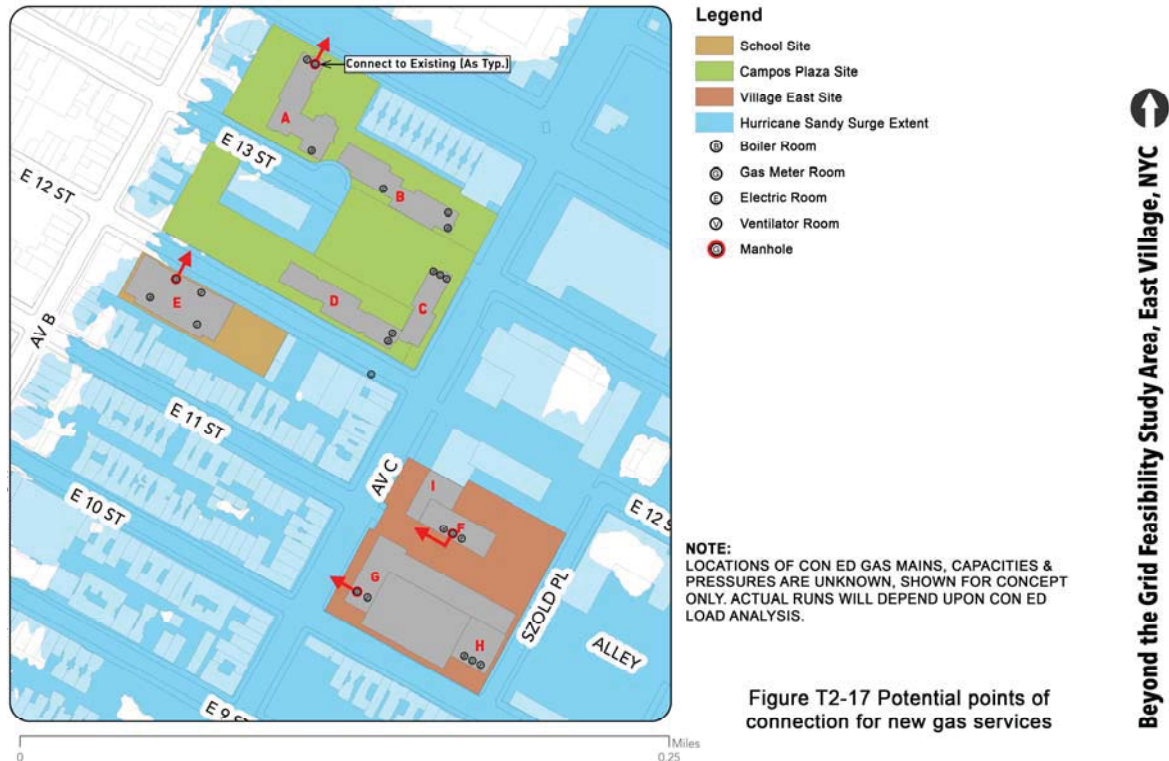 Connect to Existing (As Typ.)
A
E 13 ST
B
E 12 ST
D
C
E
AV B
E 11 ST
AV C
I
E 10 ST
F
G
E 12 S
SZOLD PL
H
ALLEY
E 9 S
0
0.25
Miles
Legend
School Site
Campos Plaza Site
Village East Site
Hurricane Sandy Surge Extent
B
Boiler Room
G
Gas Meter Room
E
Electric Room
V
Ventilator Room
G
Manhole
NOTE:
LOCATIONS OF CON ED GAS MAINS, CAPACITIES &
PRESSURES ARE UNKNOWN, SHOWN FOR CONCEPT
ONLY. ACTUAL RUNS WILL DEPEND UPON CON ED
LOAD ANALYSIS.
Figure T2-17 Potential points of
connection for new gas services
Beyond the Grid Feasibility Study Area, East Village, NYC